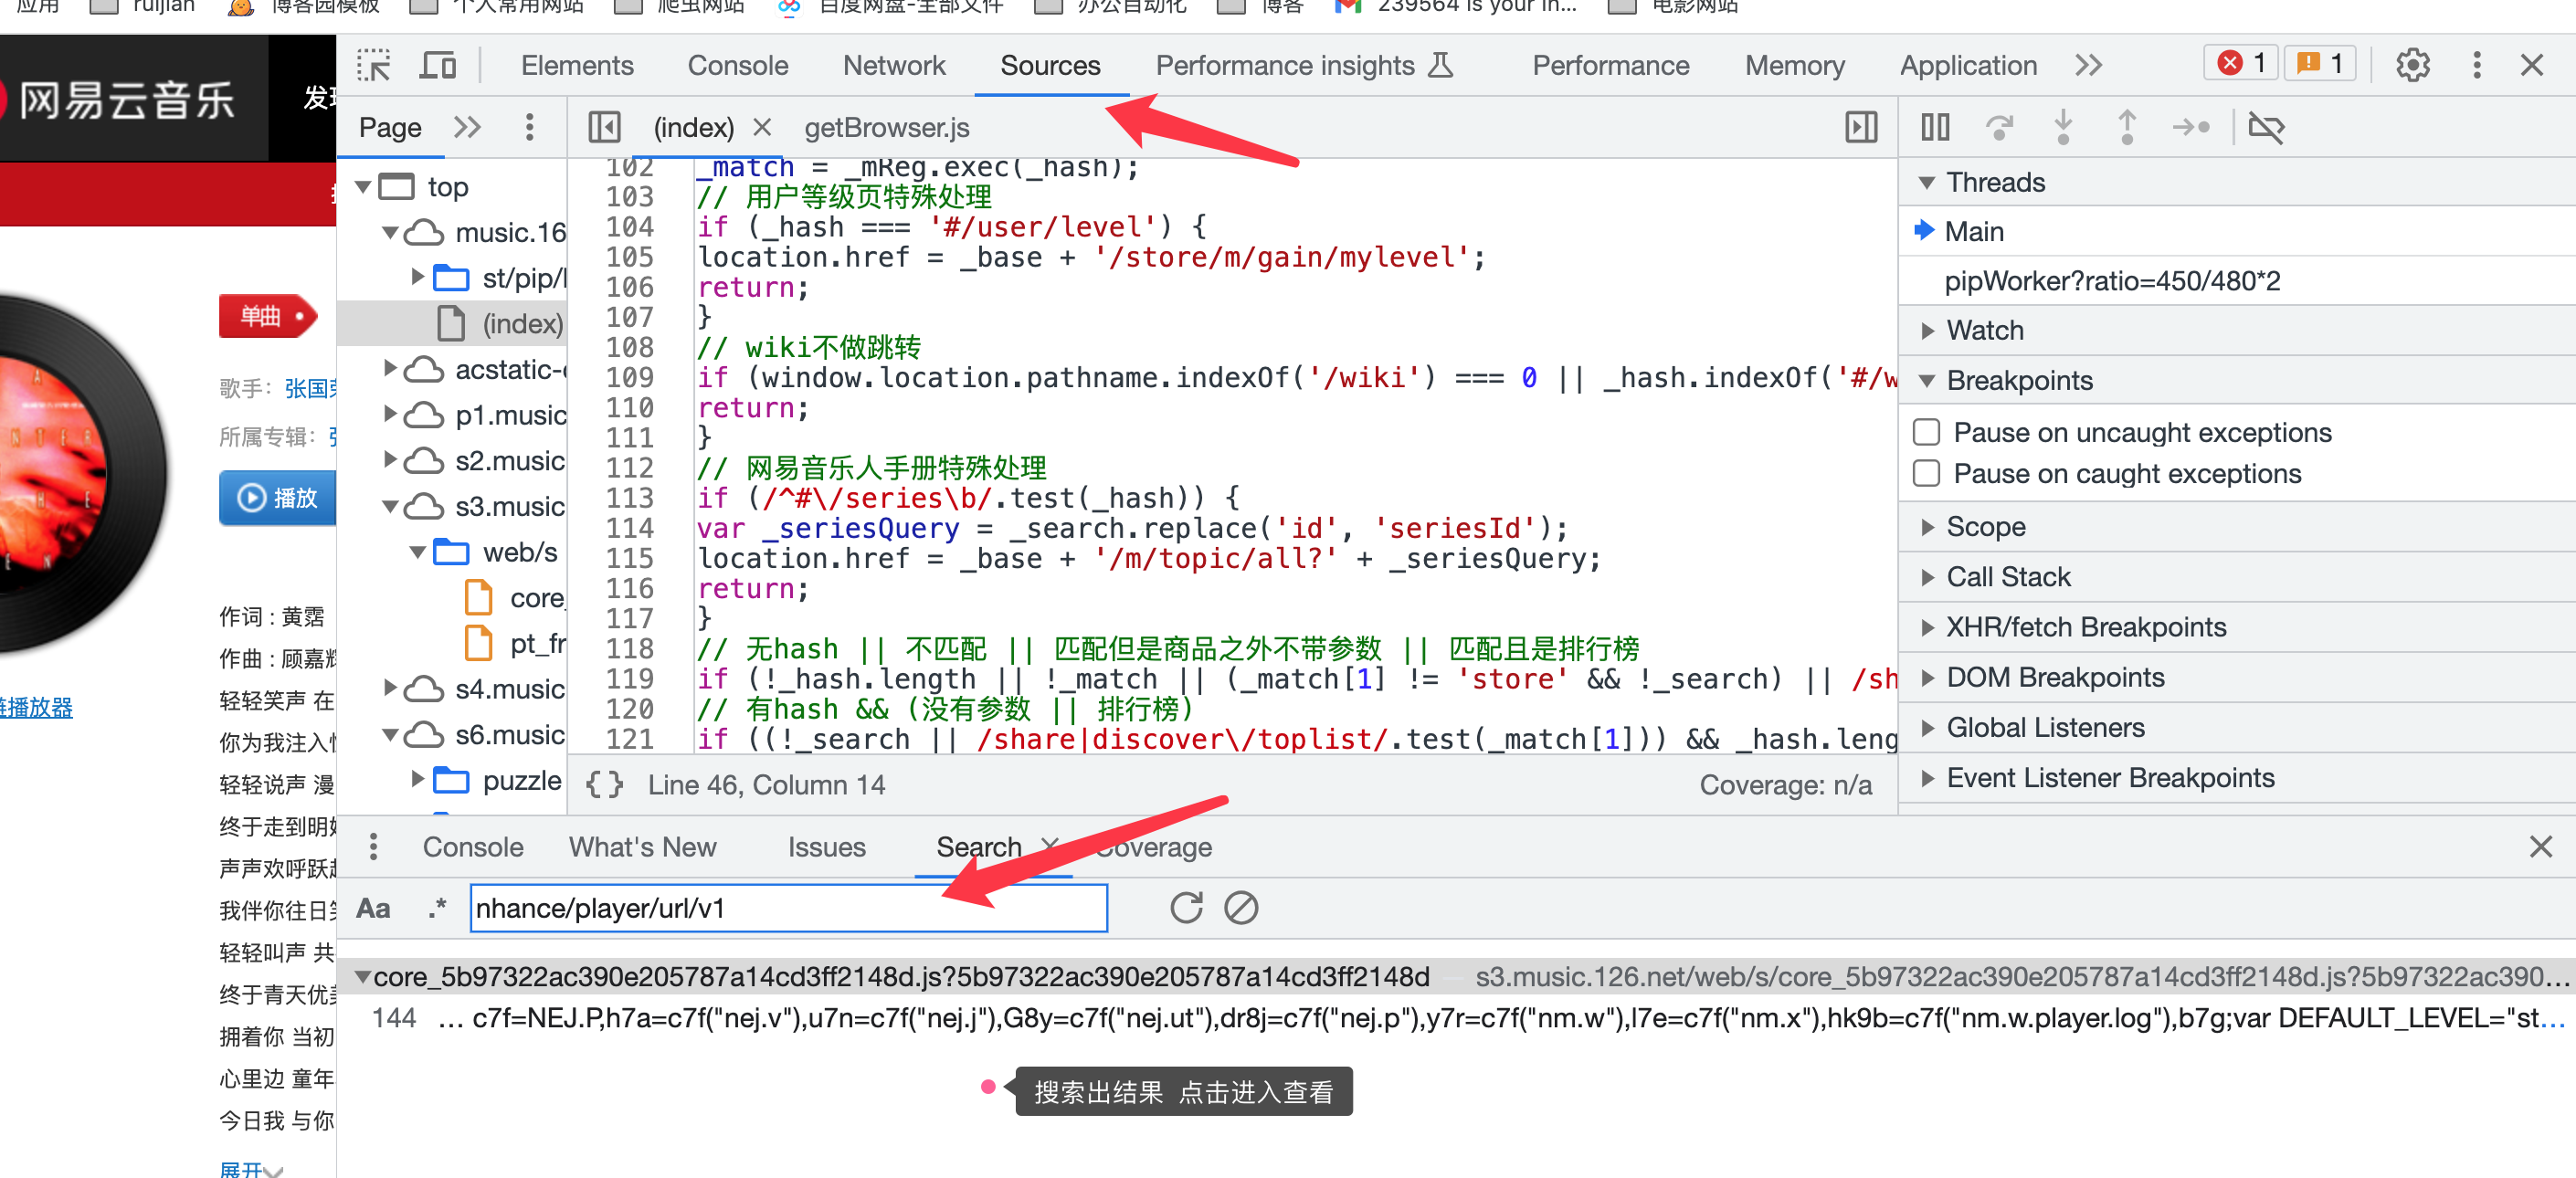 应用 ruijian 博客园模板 个人常用网站 爬虫网站 百度网盘-全部文件 办公自动化 博客 239564 is your In... 电影网站
网易云音乐
发现
单曲
歌手：张国荣
所属专辑：
播放
作词 : 黄霑
作曲 : 顾嘉辉
轻轻笑声 在
你为我注入
轻轻说声 漫
终于走到明
声声欢呼跃
我伴你往日
轻轻叫声 共
终于青天优
拥着你 当初
心里边 童年
今日我 与你
展开
链播放器
Elements Console Network Sources Performance insights Performance Memory Application 1 1
Page
(index) getBrowser.js
top
music.16
st/pip/
(index)
acstatic-
p1.music
s2.music
s3.music
web/s
core_
pt_fr
s4.music
s6.music
puzzle
102 _match = _mReg.exec(_hash);
103 // 用户等级页特殊处理
104 if (_hash === '#/user/level') {
105 location.href = _base + '/store/m/gain/mylevel';
106 return;
107 }
108 // wiki不做跳转
109 if (window.location.pathname.indexOf('/wiki') === 0 || _hash.indexOf('#/w
110 return;
111 }
112 // 网易音乐人手册特殊处理
113 if (/^#\/series\b/.test(_hash)) {
114 var _seriesQuery = _search.replace('id', 'seriesId');
115 location.href = _base + '/m/topic/all?' + _seriesQuery;
116 return;
117 }
118 // 无hash || 不匹配 || 匹配但是商品之外不带参数 || 匹配且是排行榜
119 if (!_hash.length || !_match || (_match[1] != 'store' && !_search) || /sh
120 // 有hash && (没有参数 || 排行榜)
121 if ((!_search || /share|discover\/toplist/.test(_match[1])) && _hash.leng
{} Line 46, Column 14 Coverage: n/a
Threads
Main
pipWorker?ratio=450/480*2
Watch
Breakpoints
Pause on uncaught exceptions
Pause on caught exceptions
Scope
Call Stack
XHR/fetch Breakpoints
DOM Breakpoints
Global Listeners
Event Listener Breakpoints
Console What's New Issues Search Coverage
Aa .* nhance/player/url/v1
core_5b97322ac390e205787a14cd3ff2148d.js?5b97322ac390e205787a14cd3ff2148d — s3.music.126.net/web/s/core_5b97322ac390e205787a14cd3ff2148d.js?5b97322ac390...
144 ... c7f=NEJ.P,h7a=c7f("nej.v"),u7n=c7f("nej.j"),G8y=c7f("nej.ut"),dr8j=c7f("nej.p"),y7r=c7f("nm.w"),l7e=c7f("nm.x"),hk9b=c7f("nm.w.player.log"),b7g;var DEFAULT_LEVEL="st...
搜索出结果 点击进入查看